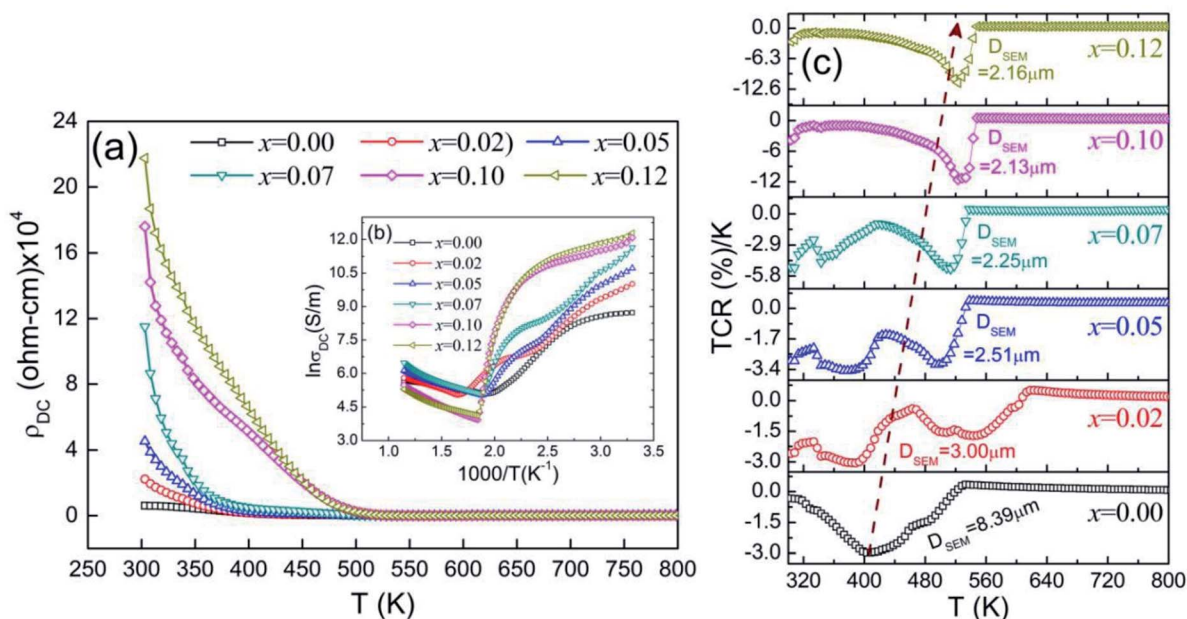 (a)
x=0.00 x=0.02) x=0.05
x=0.07 x=0.10 x=0.12
24
20
16
12
8
4
0
ρDC (ohm-cm)x10⁴
250 300 350 400 450 500 550 600 650 700 750 800
T (K)
(b)
x=0.00
x=0.02
x=0.05
x=0.07
x=0.10
x=0.12
12.0
10.5
9.0
7.5
6.0
4.5
3.0
lnσDC(S/m)
1.0 1.5 2.0 2.5 3.0 3.5
1000/T(K⁻¹)
(c)
TCR (%)/K
0.0
-6.3
-12.6
DSEM
=2.16μm
x=0.12
0
-6
-12
DSEM
=2.13μm
x=0.10
0.0
-2.9
-5.8
DSEM
=2.25μm
x=0.07
0.0
-1.7
-3.4
DSEM
=2.51μm
x=0.05
0.0
-1.5
-3.0
DSEM=3.00μm
x=0.02
0.0
-1.5
-3.0
DSEM=8.39μm
x=0.00
300 400 480 560 640 720 800
T (K)